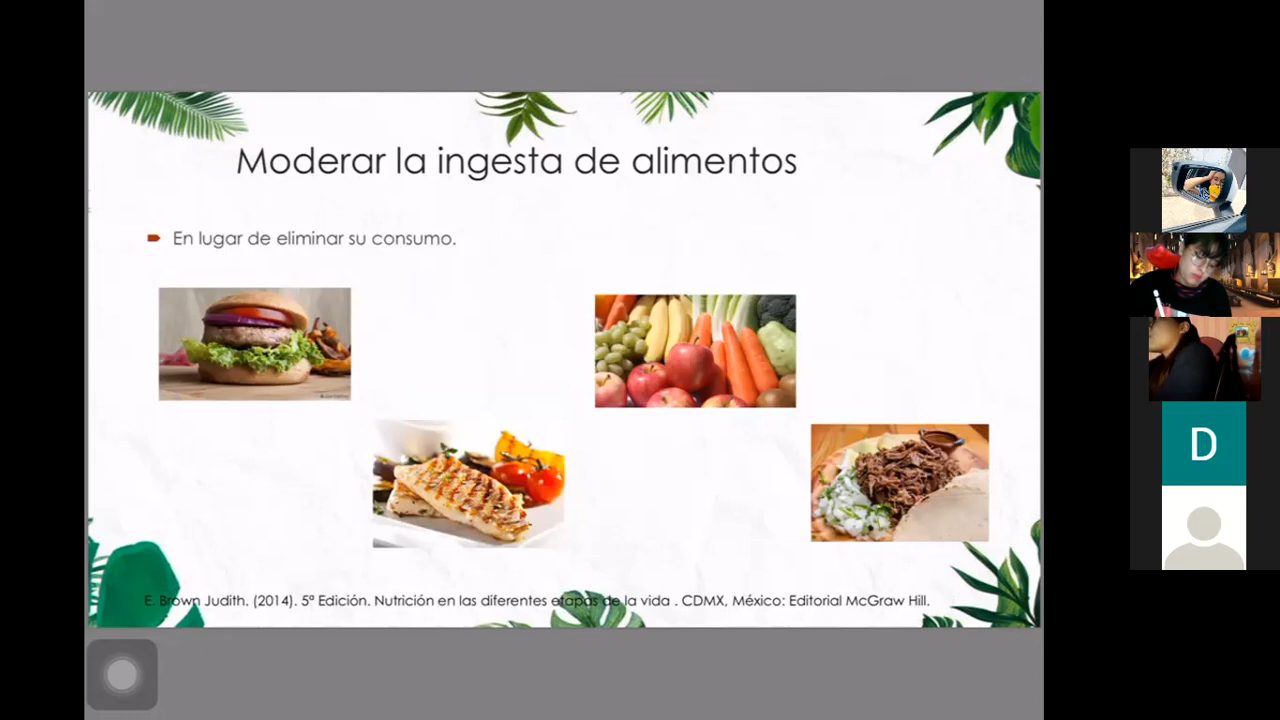 Moderar la ingesta de alimentos
En lugar de eliminar su consumo.
E. Brown Judith. (2014). 5ª Edición. Nutrición en las diferentes etapas de la vida . CDMX, México: Editorial McGraw Hill.
D